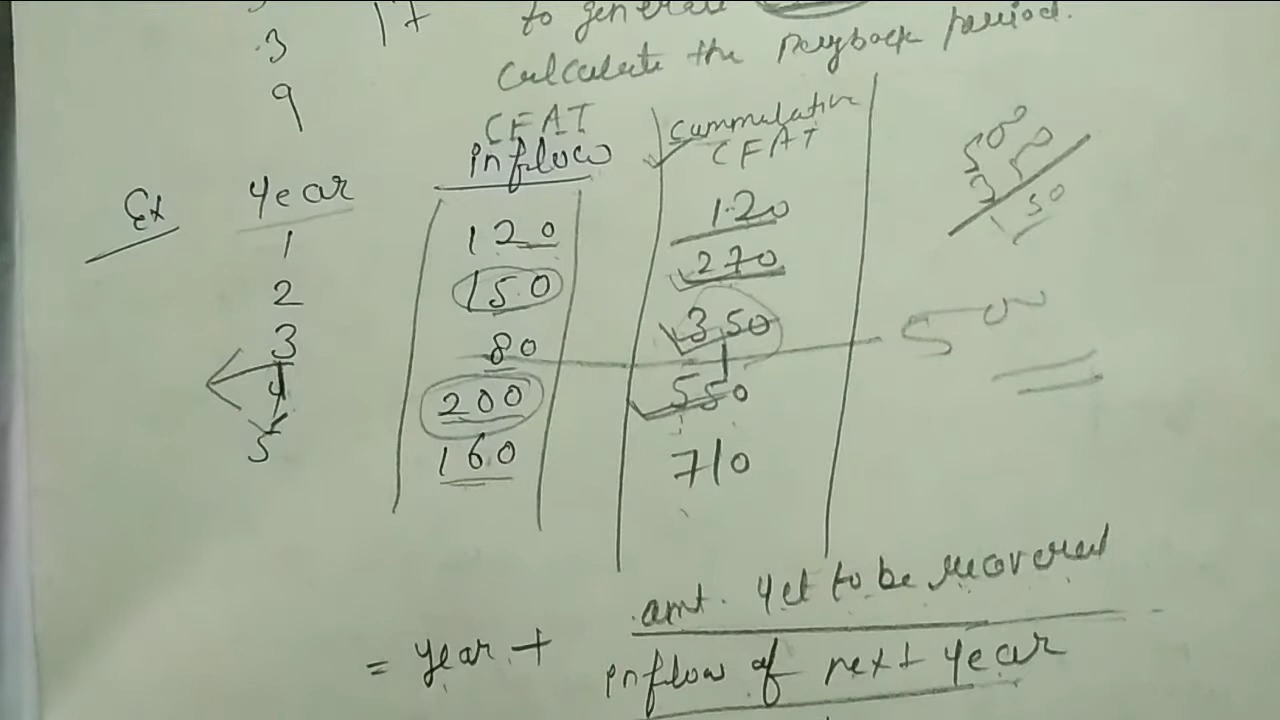 3 17 to generate
9 Calculate the Payback period.
CFAT Cummulative
Ex Year inflow CFAT
1 120 120
2 150 270
3 80 350
4 200 550
5 160 710
500
350
150
500
amt. Yet to be recovered
= Year + inflow of next year